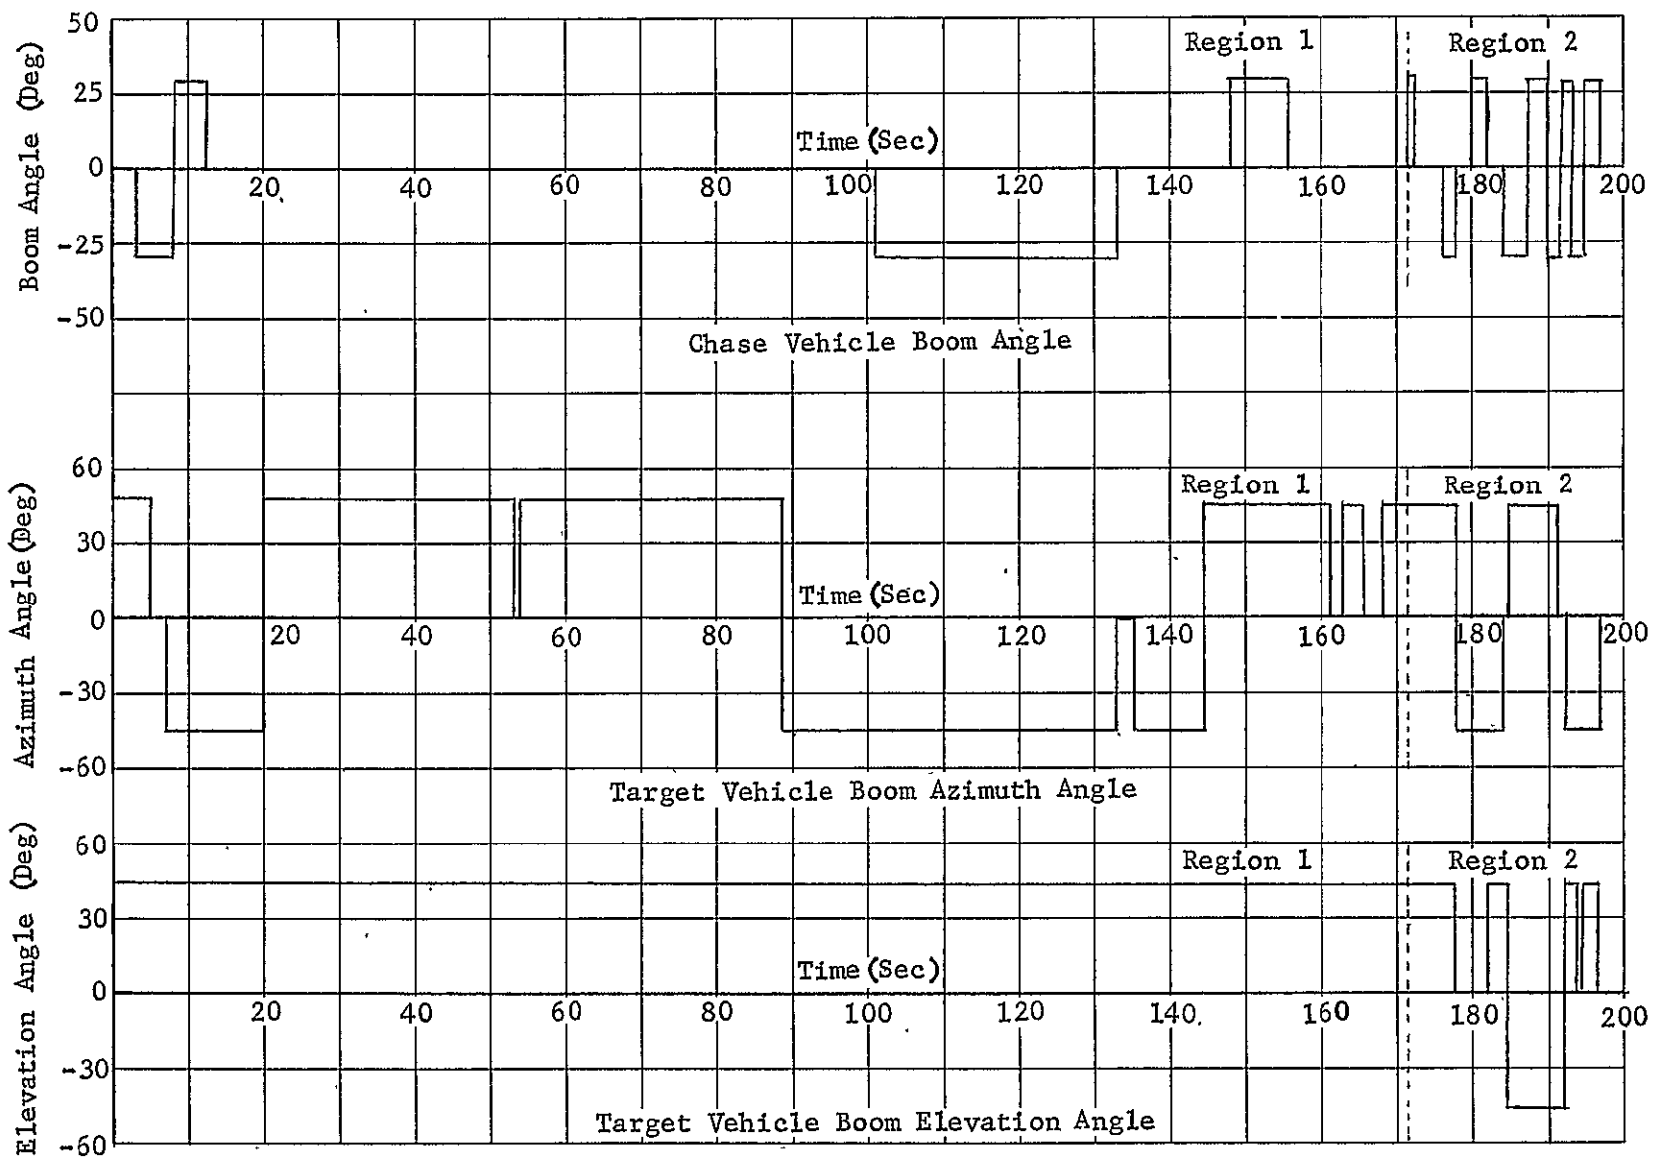 50
Region 1 Region 2
25
Time (Sec)
0
20 40 60 80 100 120 140 160 180 200
-25
-50
Boom Angle (Deg)
Chase Vehicle Boom Angle
60
Region 1 Region 2
30
Time (Sec)
0
20 40 60 80 100 120 140 160 180 200
-30
-60
Azimuth Angle (Deg)
Target Vehicle Boom Azimuth Angle
60
Region 1 Region 2
30
Time (Sec)
0
20 40 60 80 100 120 140 160 180 200
-30
-60
Elevation Angle (Deg)
Target Vehicle Boom Elevation Angle